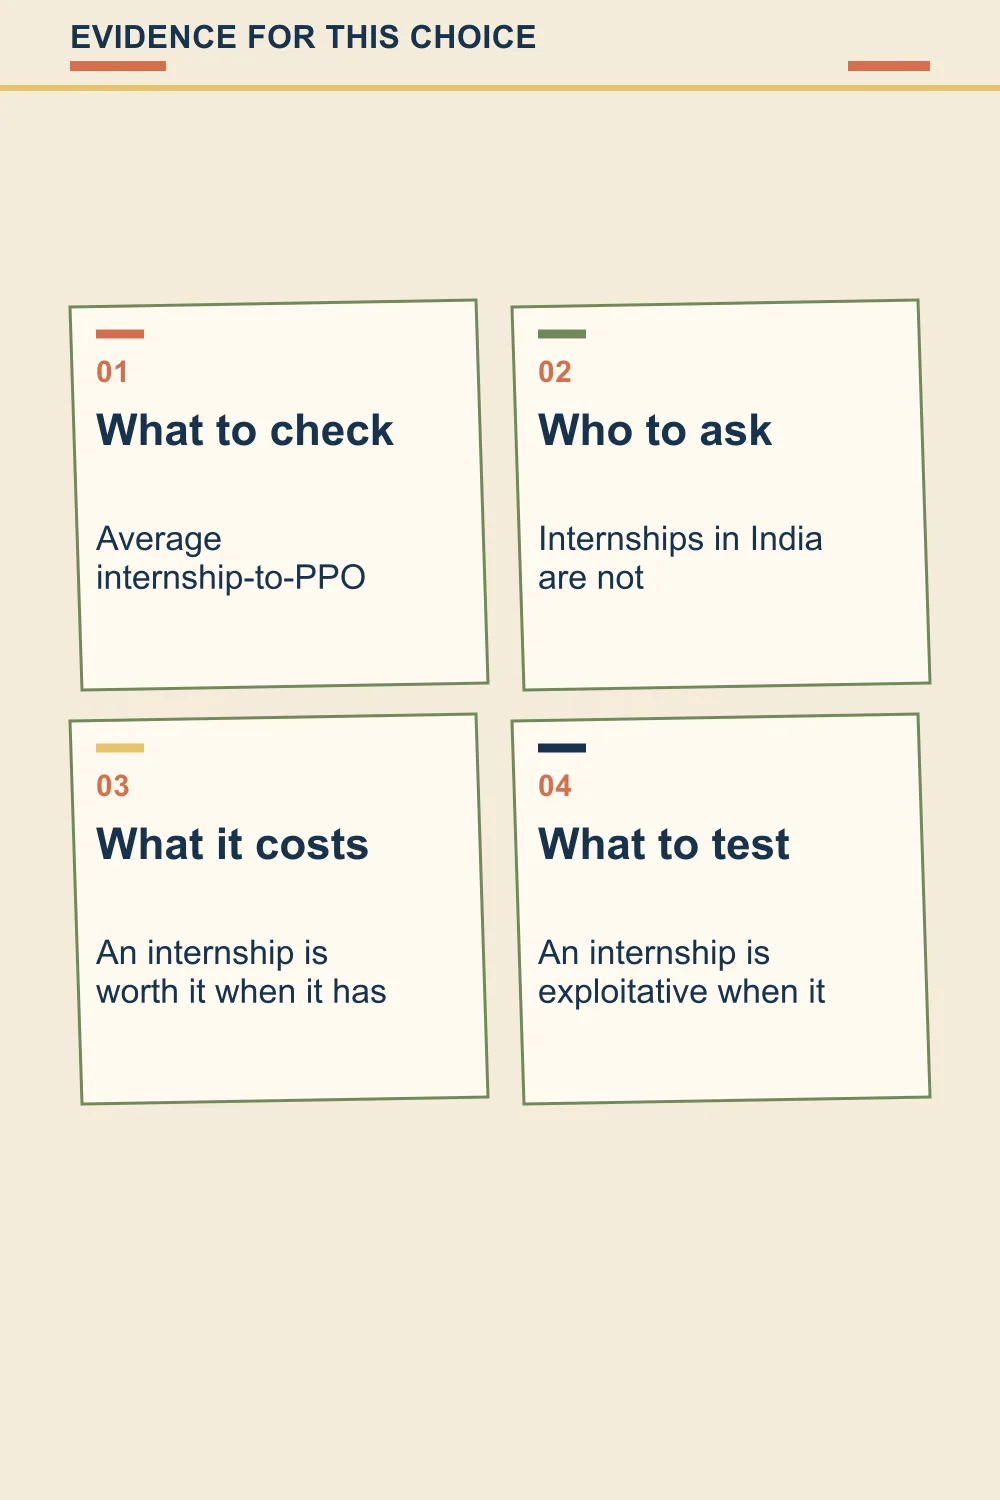 EVIDENCE FOR THIS CHOICE
01
What to check
Average
internship-to-PPO
02
Who to ask
Internships in India
are not
03
What it costs
An internship is
worth it when it has
04
What to test
An internship is
exploitative when it